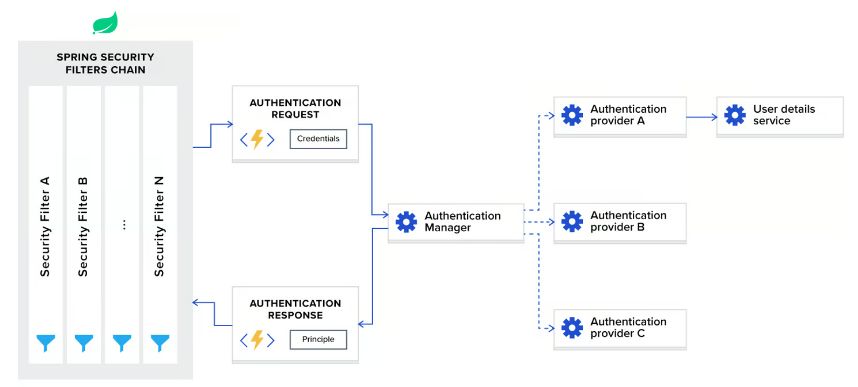 SPRING SECURITY
FILTERS CHAIN
Security Filter A
Security Filter B
...
Security Filter N
AUTHENTICATION
REQUEST
Credentials
AUTHENTICATION
RESPONSE
Principle
Authentication
Manager
Authentication
provider A
User details
service
Authentication
provider B
Authentication
provider C